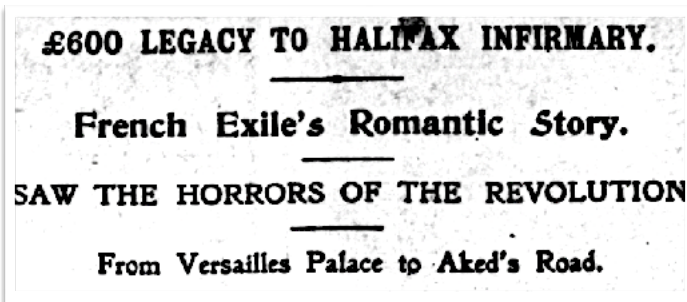 £600 LEGACY TO HALIFAX INFIRMARY.
French Exile's Romantic Story.
SAW THE HORRORS OF THE REVOLUTION
From Versailles Palace to Aked's Road.